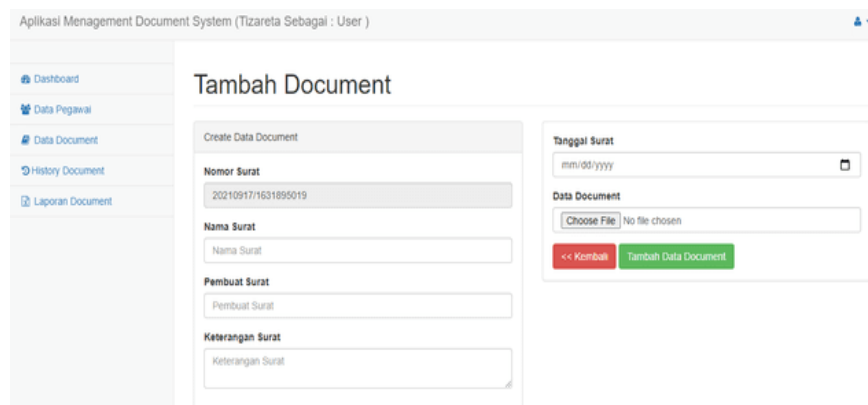 Aplikasi Menagement Document System (Tizareta Sebagai : User )
Dashboard
Data Pegawai
Data Document
History Document
Laporan Document
Tambah Document
Create Data Document
Nomor Surat
20210917/1631895019
Nama Surat
Nama Surat
Pembuat Surat
Pembuat Surat
Keterangan Surat
Keterangan Surat
Tanggal Surat
mm/dd/yyyy
Data Document
Choose File No file chosen
<< Kembali Tambah Data Document